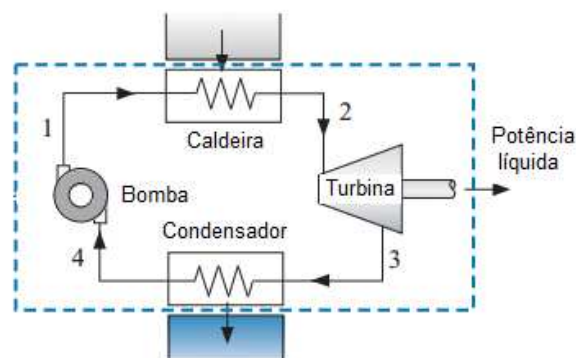 1
Caldeira
2
Potência
líquida
Bomba
Turbina
Condensador
4
3